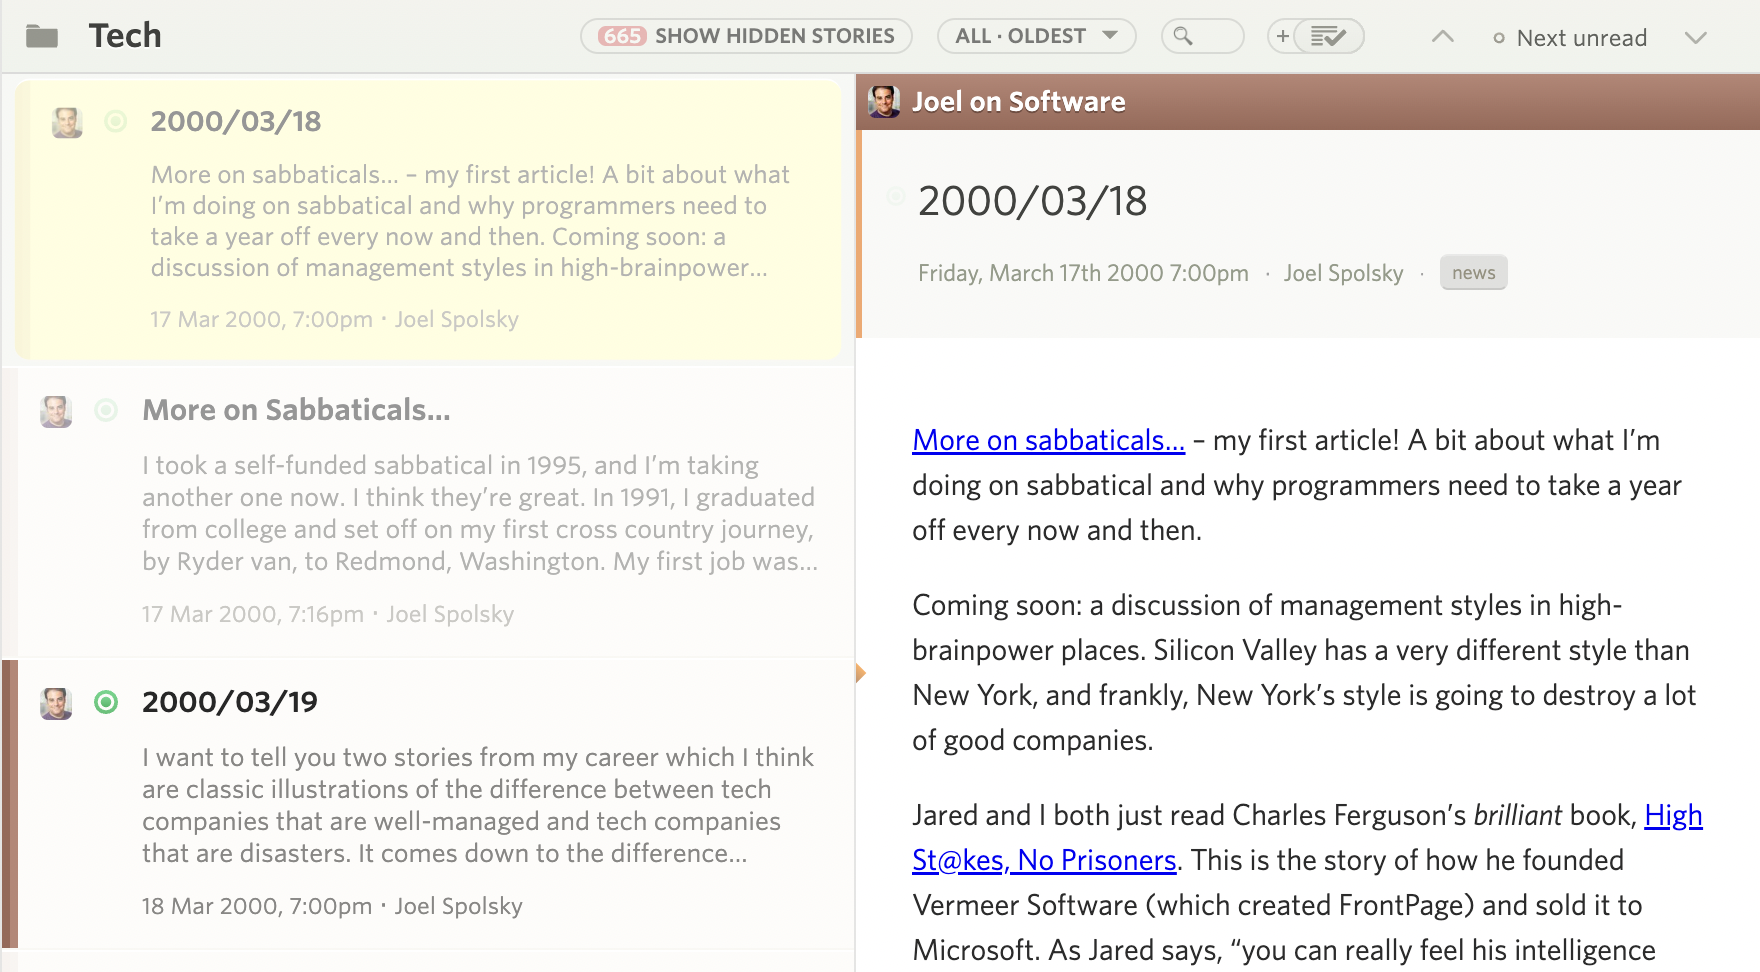 Tech
665 SHOW HIDDEN STORIES
ALL · OLDEST
+
Next unread
2000/03/18
More on sabbaticals… – my first article! A bit about what
I’m doing on sabbatical and why programmers need to
take a year off every now and then. Coming soon: a
discussion of management styles in high-brainpower…
17 Mar 2000, 7:00pm · Joel Spolsky
More on Sabbaticals…
I took a self-funded sabbatical in 1995, and I’m taking
another one now. I think they’re great. In 1991, I graduated
from college and set off on my first cross country journey,
by Ryder van, to Redmond, Washington. My first job was…
17 Mar 2000, 7:16pm · Joel Spolsky
2000/03/19
I want to tell you two stories from my career which I think
are classic illustrations of the difference between tech
companies that are well-managed and tech companies
that are disasters. It comes down to the difference…
18 Mar 2000, 7:00pm · Joel Spolsky
Joel on Software
2000/03/18
Friday, March 17th 2000 7:00pm · Joel Spolsky · news
More on sabbaticals… – my first article! A bit about what I’m
doing on sabbatical and why programmers need to take a year
off every now and then.
Coming soon: a discussion of management styles in high-
brainpower places. Silicon Valley has a very different style than
New York, and frankly, New York’s style is going to destroy a lot
of good companies.
Jared and I both just read Charles Ferguson’s brilliant book, High
St@kes, No Prisoners. This is the story of how he founded
Vermeer Software (which created FrontPage) and sold it to
Microsoft. As Jared says, “you can really feel his intelligence